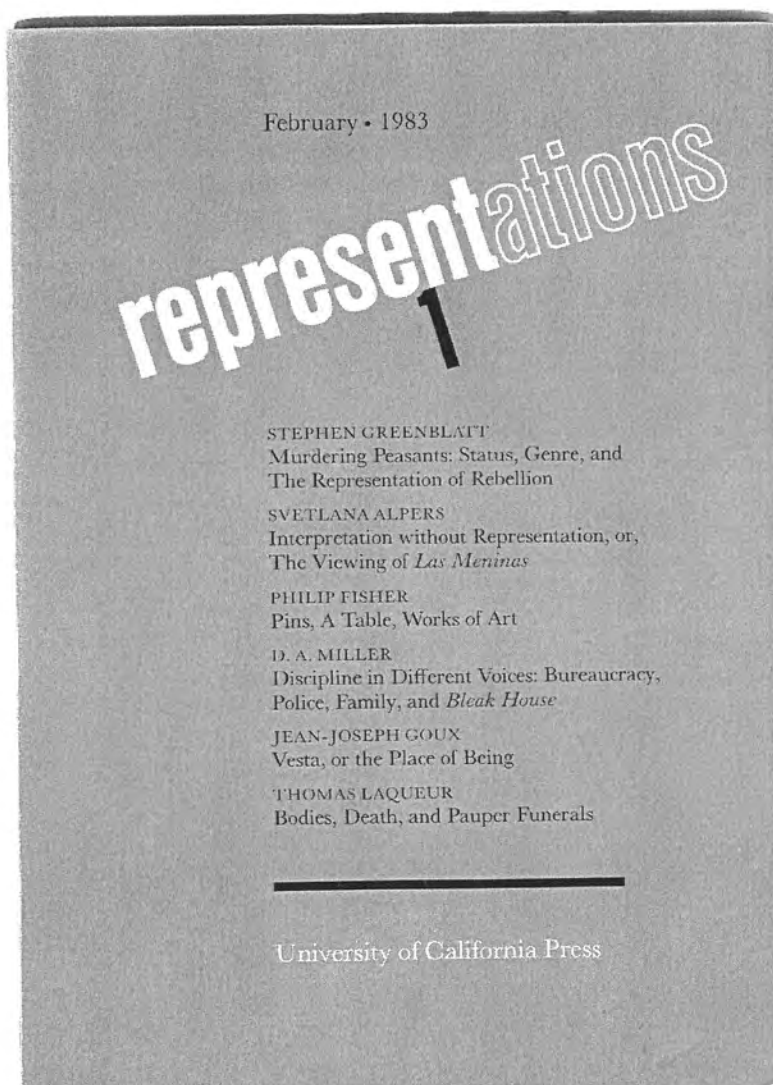 February • 1983
representations
1
STEPHEN GREENBLATT
Murdering Peasants: Status, Genre, and
The Representation of Rebellion
SVETLANA ALPERS
Interpretation without Representation, or,
The Viewing of Las Meninas
PHILIP FISHER
Pins, A Table, Works of Art
D. A. MILLER
Discipline in Different Voices: Bureaucracy,
Police, Family, and Bleak House
JEAN-JOSEPH GOUX
Vesta, or the Place of Being
THOMAS LAQUEUR
Bodies, Death, and Pauper Funerals
University of California Press